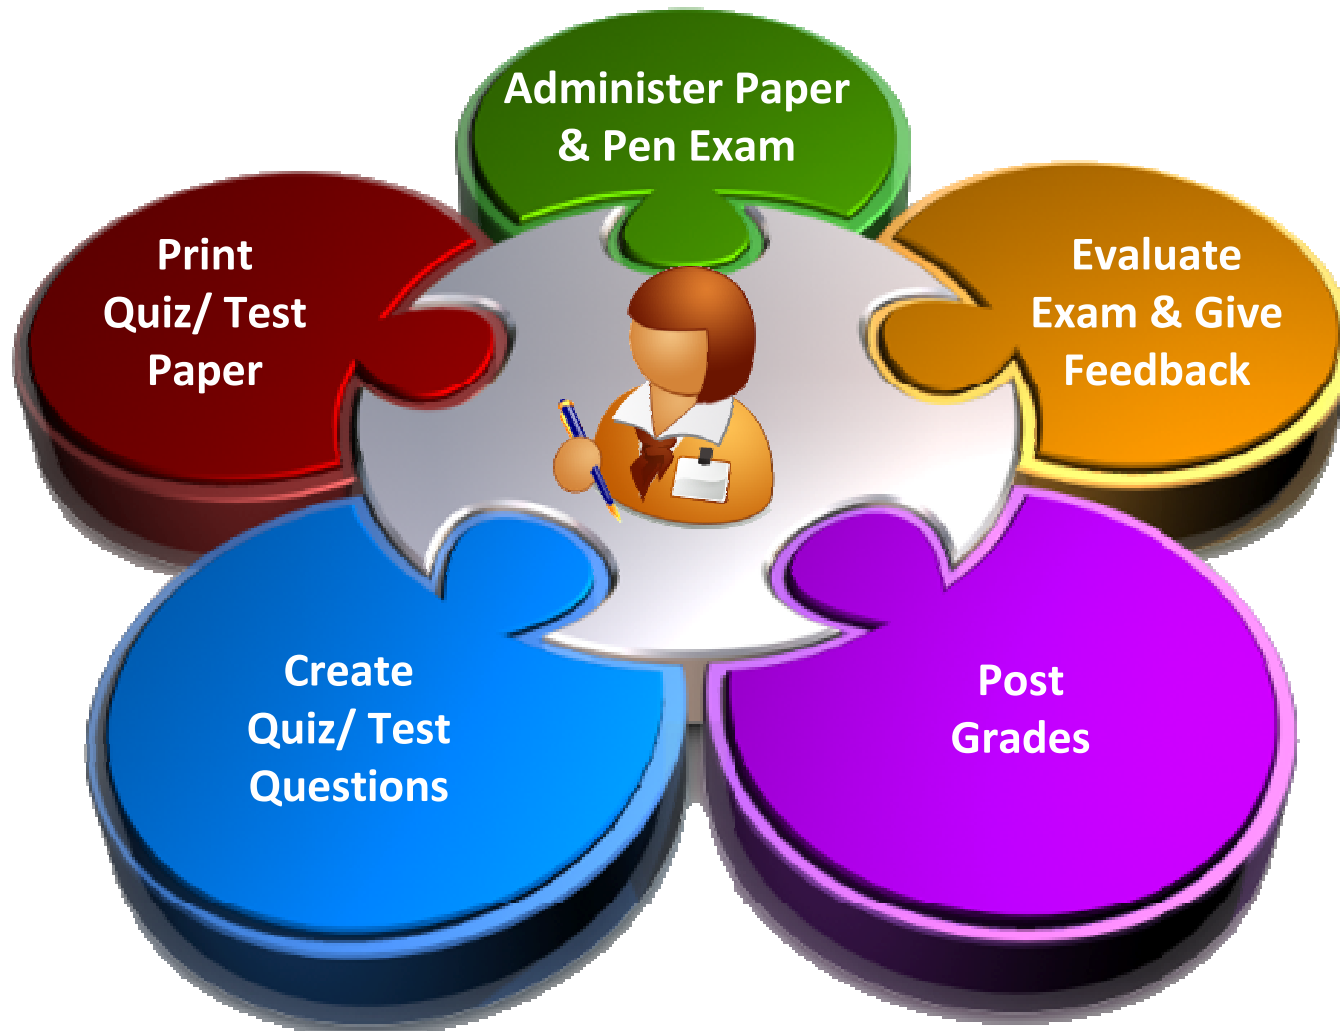 Administer Paper
& Pen Exam
Print
Quiz/ Test
Paper
Evaluate
Exam & Give
Feedback
Create
Quiz/ Test
Questions
Post
Grades